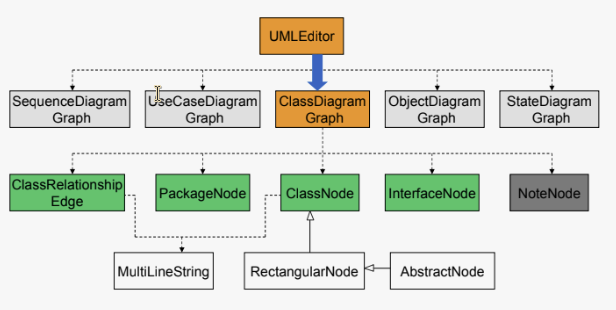 UMLEditor
SequenceDiagram
Graph
UseCaseDiagram
Graph
ClassDiagram
Graph
ObjectDiagram
Graph
StateDiagram
Graph
ClassRelationship
Edge
PackageNode
ClassNode
InterfaceNode
NoteNode
MultiLineString
RectangularNode
AbstractNode